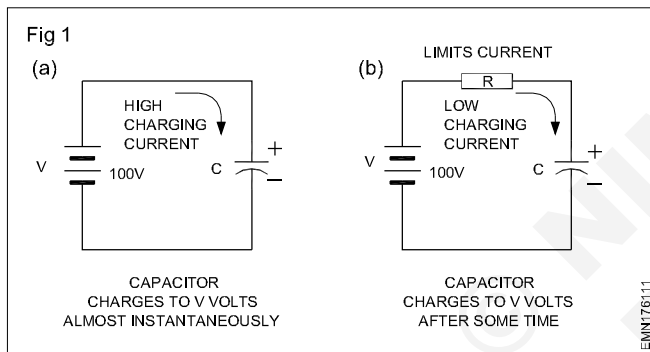 Fig 1
(a)
HIGH
CHARGING
CURRENT
V
100V
C
+
–
CAPACITOR
CHARGES TO V VOLTS
ALMOST INSTANTANEOUSLY
(b)
LIMITS CURRENT
R
LOW
CHARGING
CURRENT
V
100V
C
+
–
CAPACITOR
CHARGES TO V VOLTS
AFTER SOME TIME
EMN176111
© NI